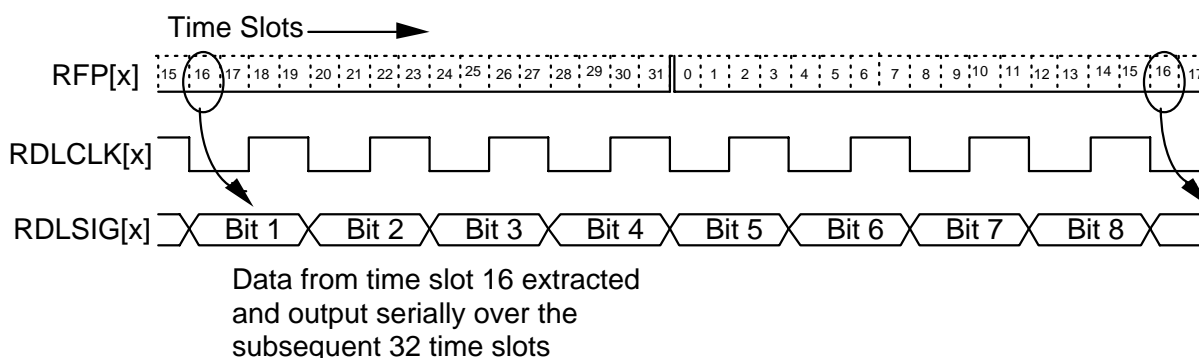 Time Slots
RFP[x] 15 16 17 18 19 20 21 22 23 24 25 26 27 28 29 30 31 0 1 2 3 4 5 6 7 8 9 10 11 12 13 14 15 16 17
RDLCLK[x]
RDLSIG[x] Bit 1 Bit 2 Bit 3 Bit 4 Bit 5 Bit 6 Bit 7 Bit 8
Data from time slot 16 extracted
and output serially over the
subsequent 32 time slots